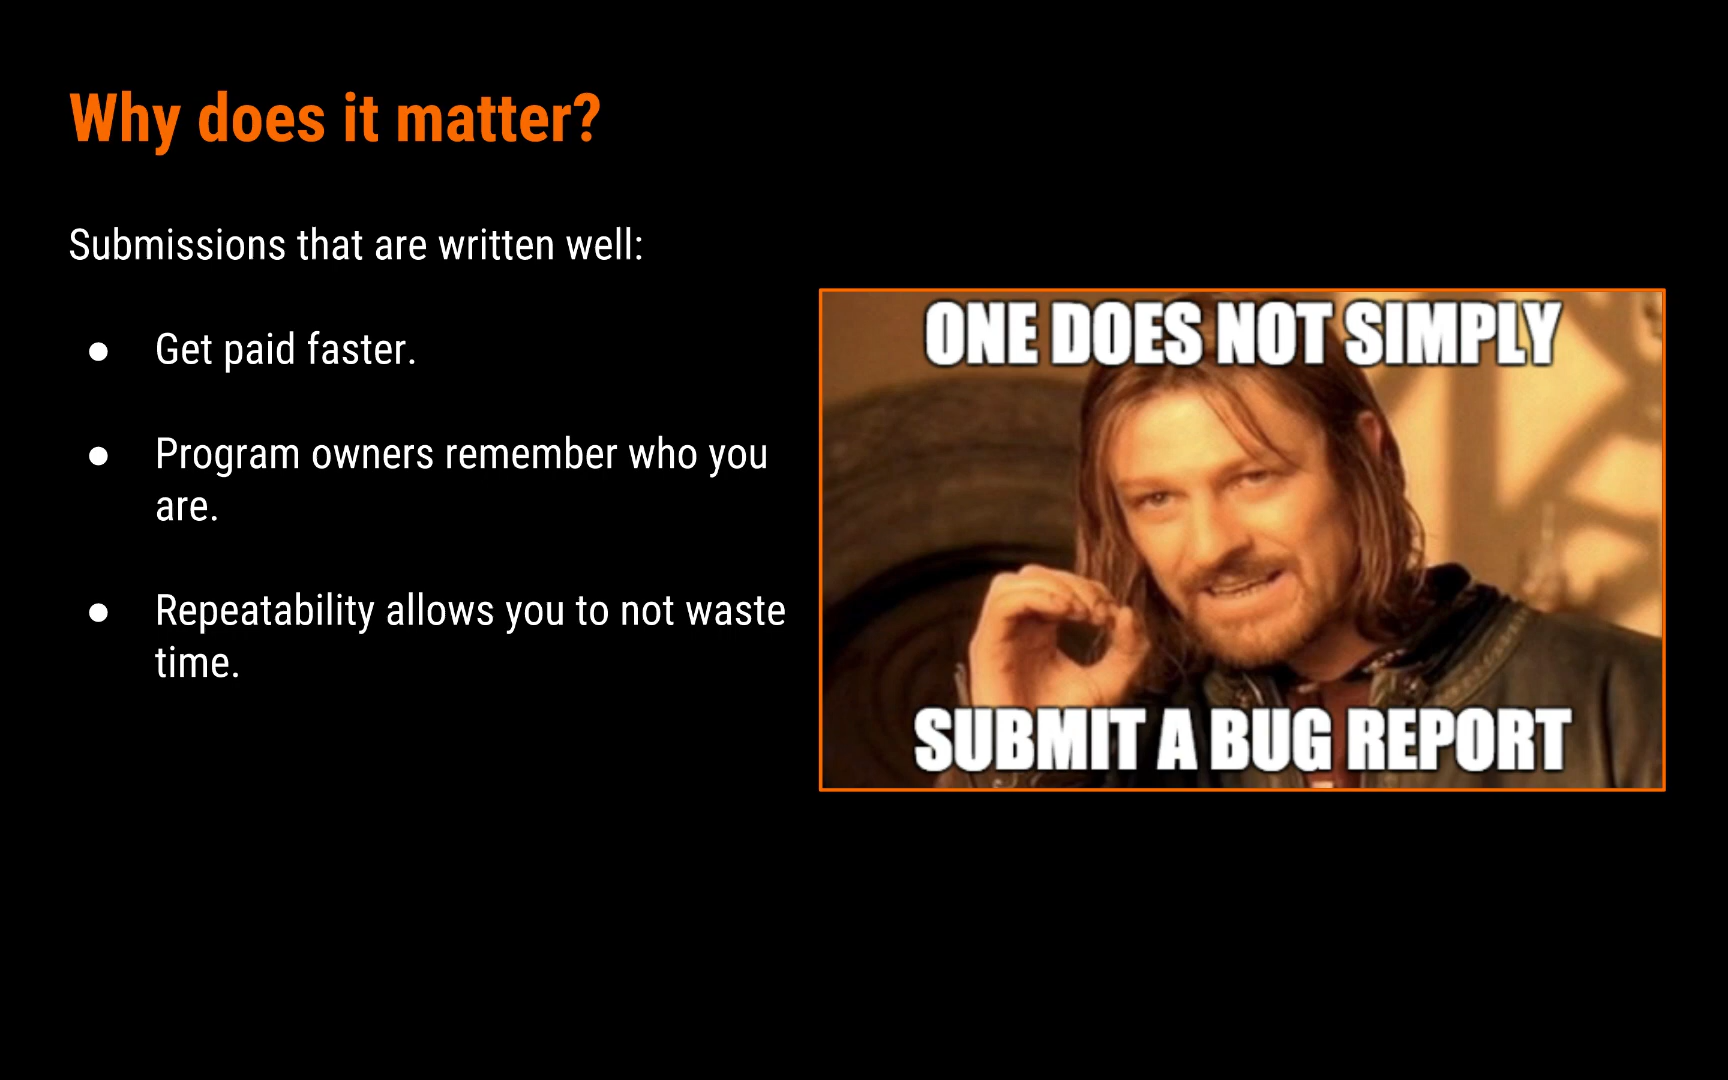 Why does it matter?
Submissions that are written well:
● Get paid faster.
● Program owners remember who you
are.
● Repeatability allows you to not waste
time.
ONE DOES NOT SIMPLY
SUBMIT A BUG REPORT